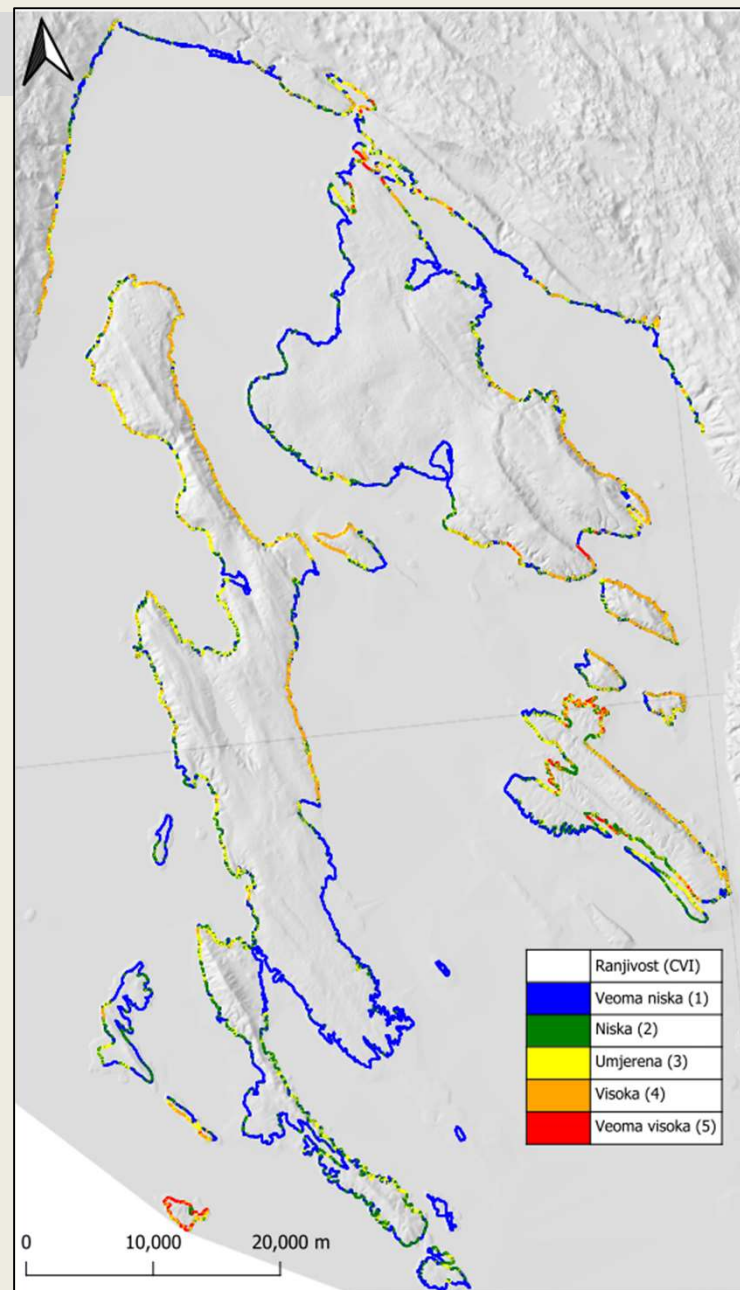 Ranjivost (CVI)
Veoma niska (1)
Niska (2)
Umjerena (3)
Visoka (4)
Veoma visoka (5)
0 10,000 20,000 m